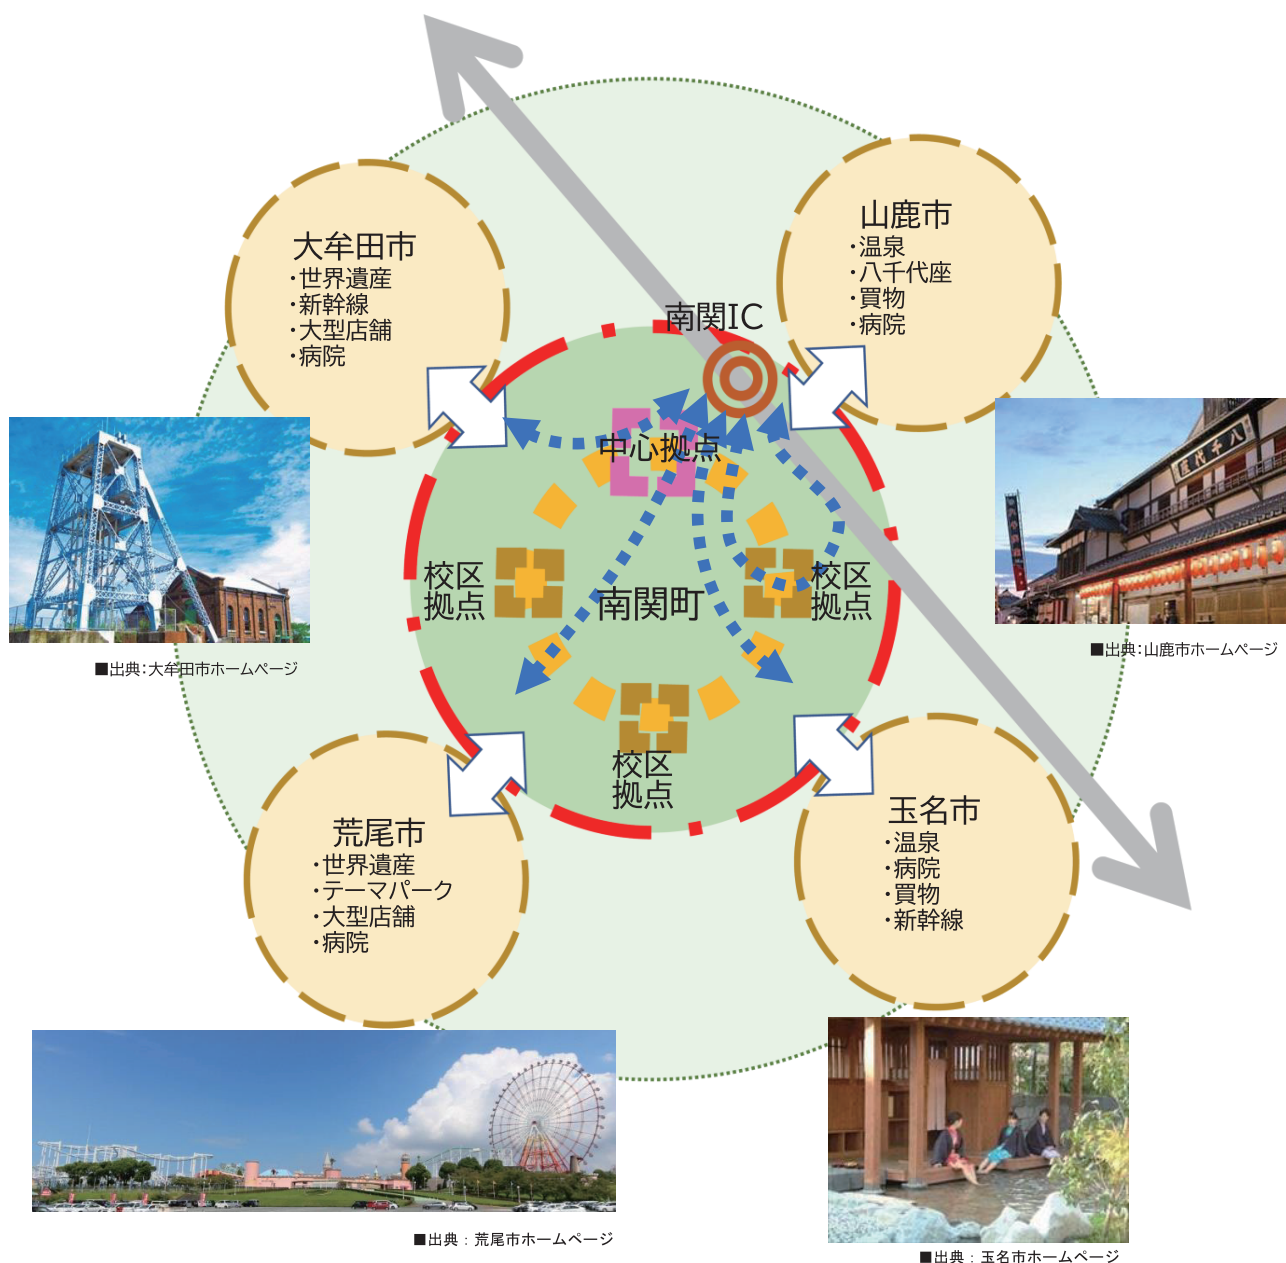 山鹿市
・温泉
・八千代座
・買物
・病院
大牟田市
・世界遺産
・新幹線
・大型店舗
・病院
南関IC
中心拠点
八千代座
校区
拠点
南関町
校区
拠点
■出典：大牟田市ホームページ
■出典：山鹿市ホームページ
校区
拠点
荒尾市
・世界遺産
・テーマパーク
・大型店舗
・病院
玉名市
・温泉
・病院
・買物
・新幹線
■出典：荒尾市ホームページ
■出典：玉名市ホームページ